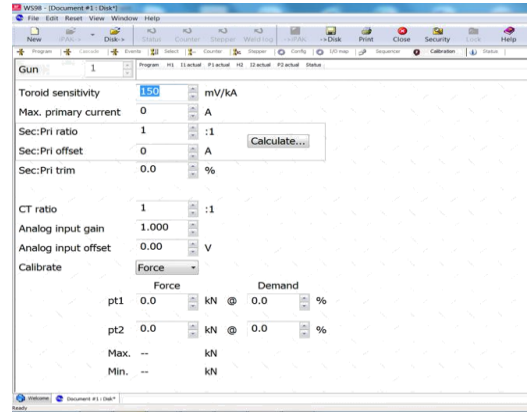 WS98 - [Document #1 : Disk*]
File Edit Reset View Window Help
New iPAK-> Disk-> Status Counter Stepper Weld Log ->iPAK ->Disk Print Close Security Lock Help
Program Cascade Events Select Counter Stepper Config I/O map Sequencer Calibration Status
Gun 1 Program H1 I1 actual P1 actual H2 I2 actual P2 actual Status
Toroid sensitivity 150 mV/kA
Max. primary current 0 A
Sec:Pri ratio 1 :1
Calculate...
Sec:Pri offset 0 A
Sec:Pri trim 0.0 %
CT ratio 1 :1
Analog input gain 1.000
Analog input offset 0.00 V
Calibrate Force
Force Demand
pt1 0.0 kN @ 0.0 %
pt2 0.0 kN @ 0.0 %
Max. -- kN
Min. -- kN
Welcome Document #1 : Disk*
Ready